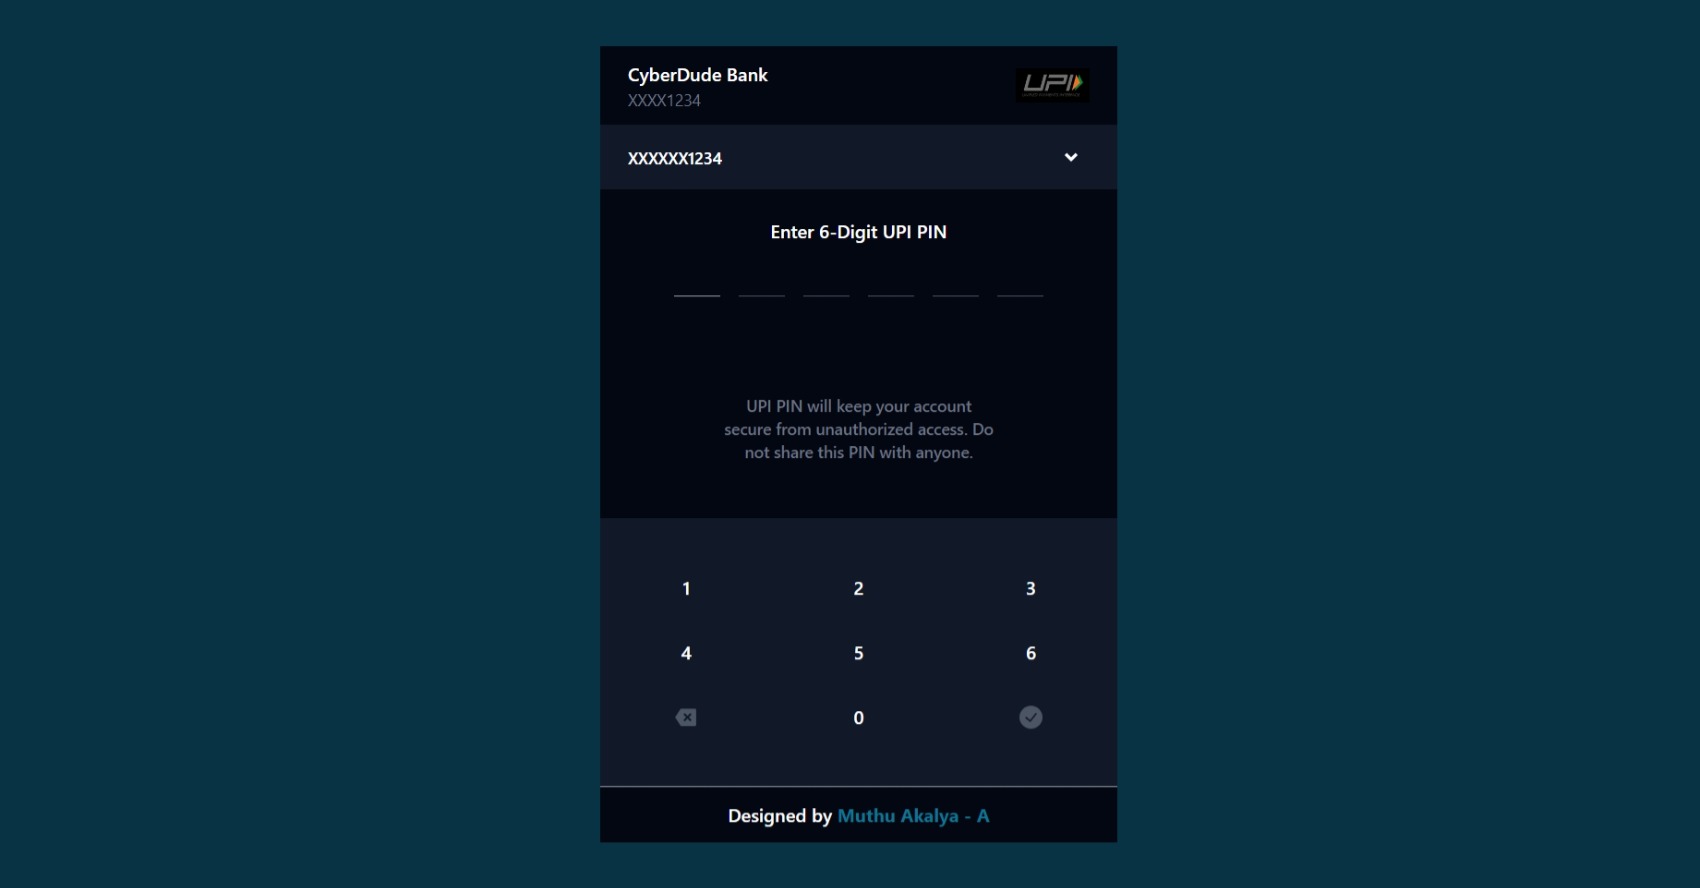 CyberDude Bank
XXXX1234
UPI
XXXXXX1234
Enter 6-Digit UPI PIN
UPI PIN will keep your account
secure from unauthorized access. Do
not share this PIN with anyone.
1 2 3
4 5 6
0
Designed by Muthu Akalya - A